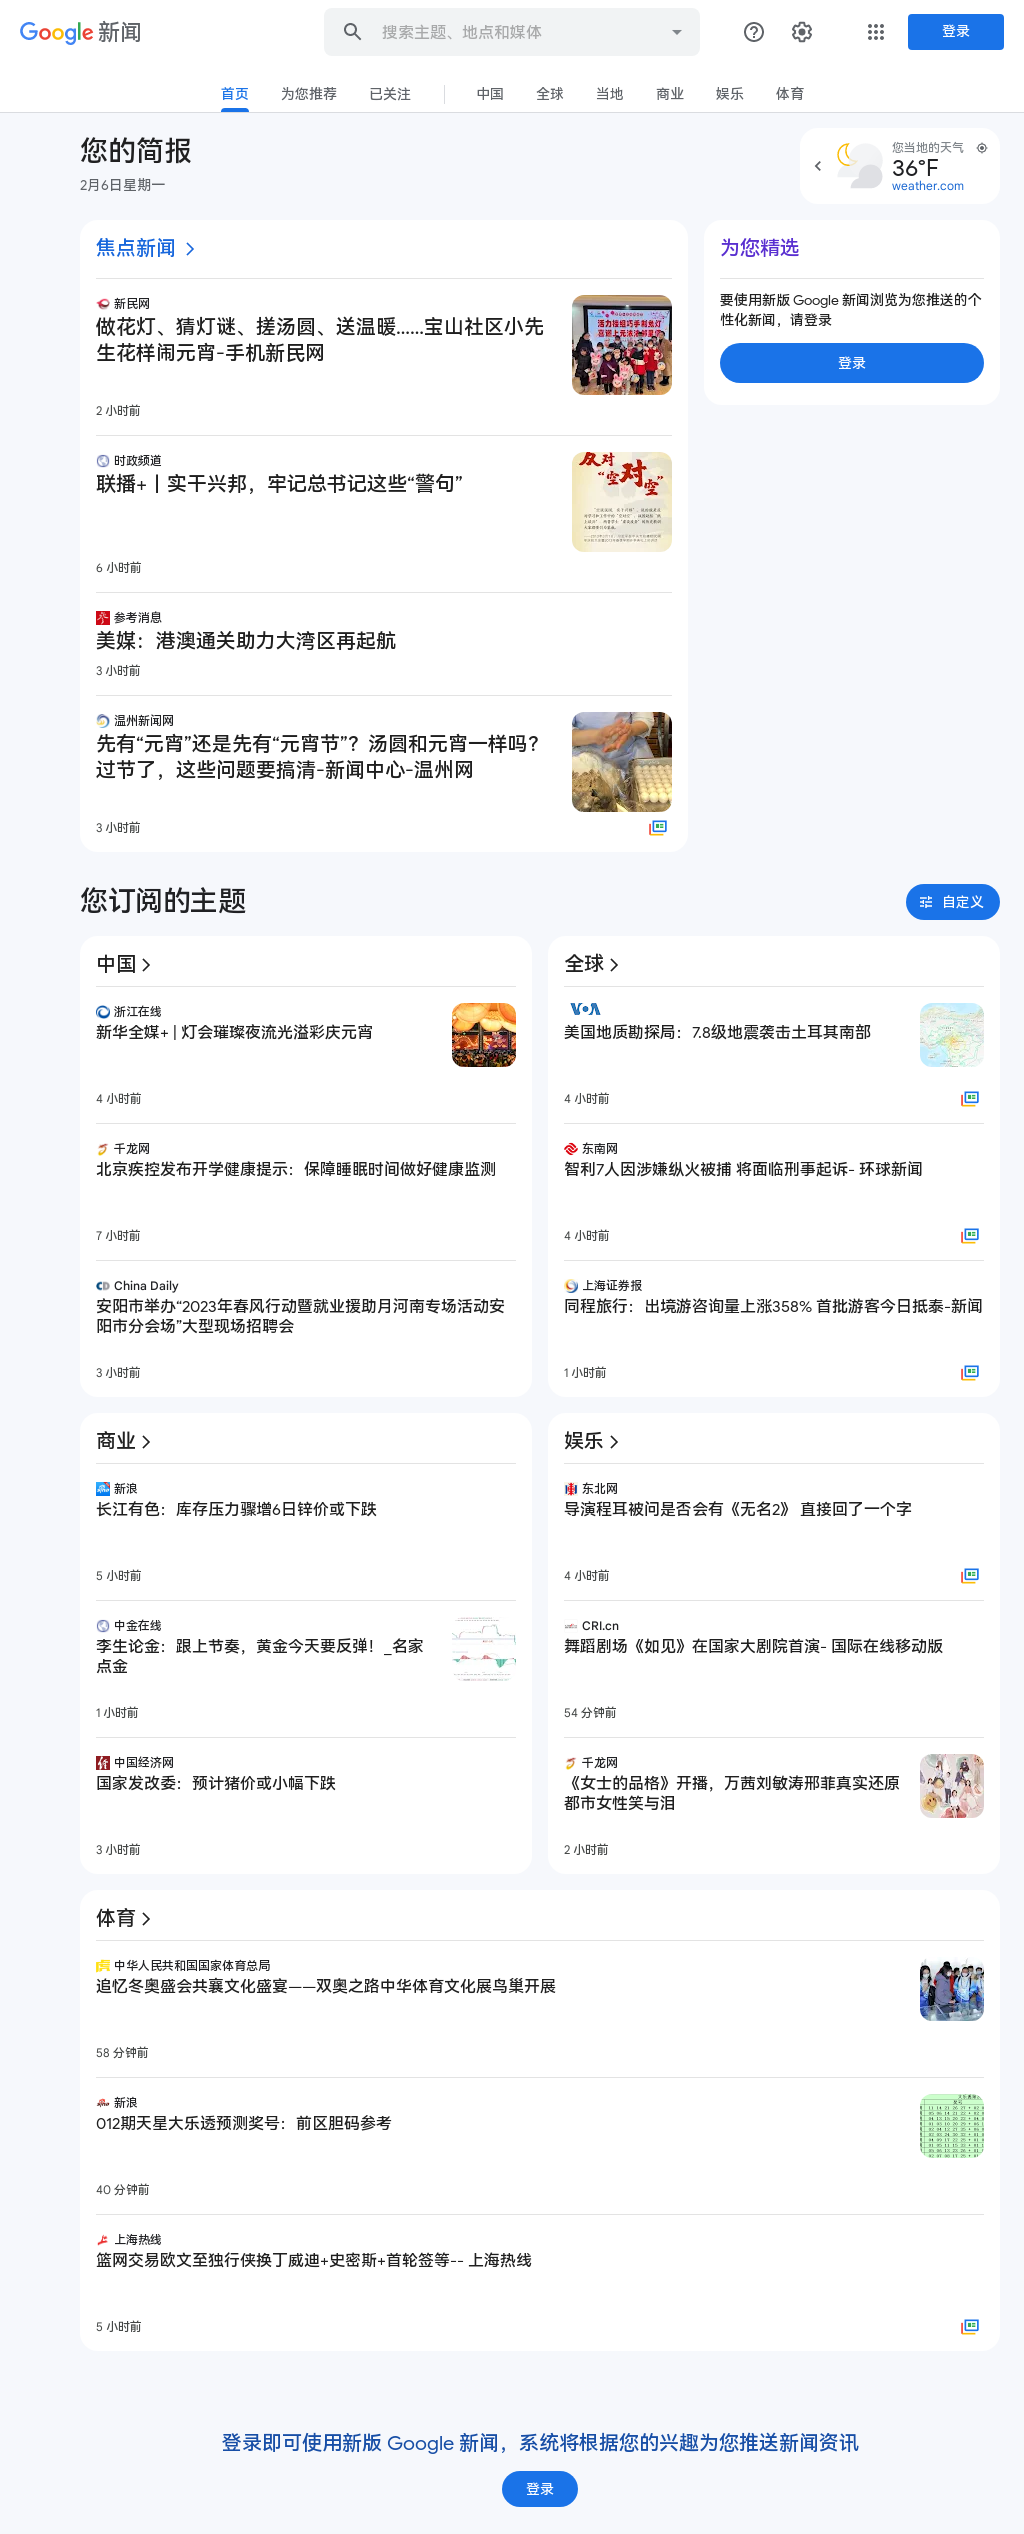 Google 新闻
搜索主题、地点和媒体
登录
首页
为您推荐
已关注
中国
全球
当地
商业
娱乐
体育
您的简报
2月6日星期一
您当地的天气
36°F
weather.com
焦点新闻
新民网
做花灯、猜灯谜、搓汤圆、送温暖……宝山社区小先
生花样闹元宵-手机新民网
2 小时前
时政频道
联播+丨实干兴邦，牢记总书记这些“警句”
反对
“空对空”
6 小时前
参考消息
美媒：港澳通关助力大湾区再起航
3 小时前
温州新闻网
先有“元宵”还是先有“元宵节”？汤圆和元宵一样吗？
过节了，这些问题要搞清-新闻中心-温州网
3 小时前
为您精选
要使用新版 Google 新闻浏览为您推送的个
性化新闻，请登录
登录
您订阅的主题
自定义
中国
浙江在线
新华全媒+ | 灯会璀璨夜流光溢彩庆元宵
4 小时前
千龙网
北京疾控发布开学健康提示：保障睡眠时间做好健康监测
7 小时前
China Daily
安阳市举办“2023年春风行动暨就业援助月河南专场活动安
阳市分会场”大型现场招聘会
3 小时前
全球
VOA
美国地质勘探局：7.8级地震袭击土耳其南部
4 小时前
东南网
智利7人因涉嫌纵火被捕 将面临刑事起诉- 环球新闻
4 小时前
上海证券报
同程旅行：出境游咨询量上涨358% 首批游客今日抵泰-新闻
1 小时前
商业
新浪
长江有色：库存压力骤增6日锌价或下跌
5 小时前
中金在线
李生论金：跟上节奏，黄金今天要反弹！_名家
点金
1 小时前
中国经济网
国家发改委：预计猪价或小幅下跌
3 小时前
娱乐
东北网
导演程耳被问是否会有《无名2》 直接回了一个字
4 小时前
CRI.cn
舞蹈剧场《如见》在国家大剧院首演- 国际在线移动版
54 分钟前
千龙网
《女士的品格》开播，万茜刘敏涛邢菲真实还原
都市女性笑与泪
2 小时前
体育
中华人民共和国国家体育总局
追忆冬奥盛会共襄文化盛宴——双奥之路中华体育文化展鸟巢开展
58 分钟前
新浪
012期天星大乐透预测奖号：前区胆码参考
40 分钟前
上海热线
篮网交易欧文至独行侠换丁威迪+史密斯+首轮签等-- 上海热线
5 小时前
登录即可使用新版 Google 新闻，系统将根据您的兴趣为您推送新闻资讯
登录